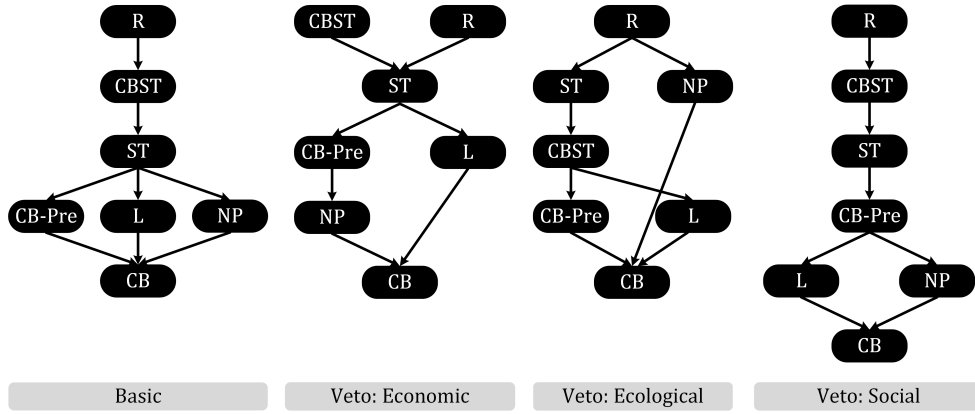 R
CBST
ST
CB-Pre
L
NP
CB
Basic
CBST
R
ST
CB-Pre
L
NP
CB
Veto: Economic
R
ST
NP
CBST
CB-Pre
L
CB
Veto: Ecological
R
CBST
ST
CB-Pre
L
NP
CB
Veto: Social